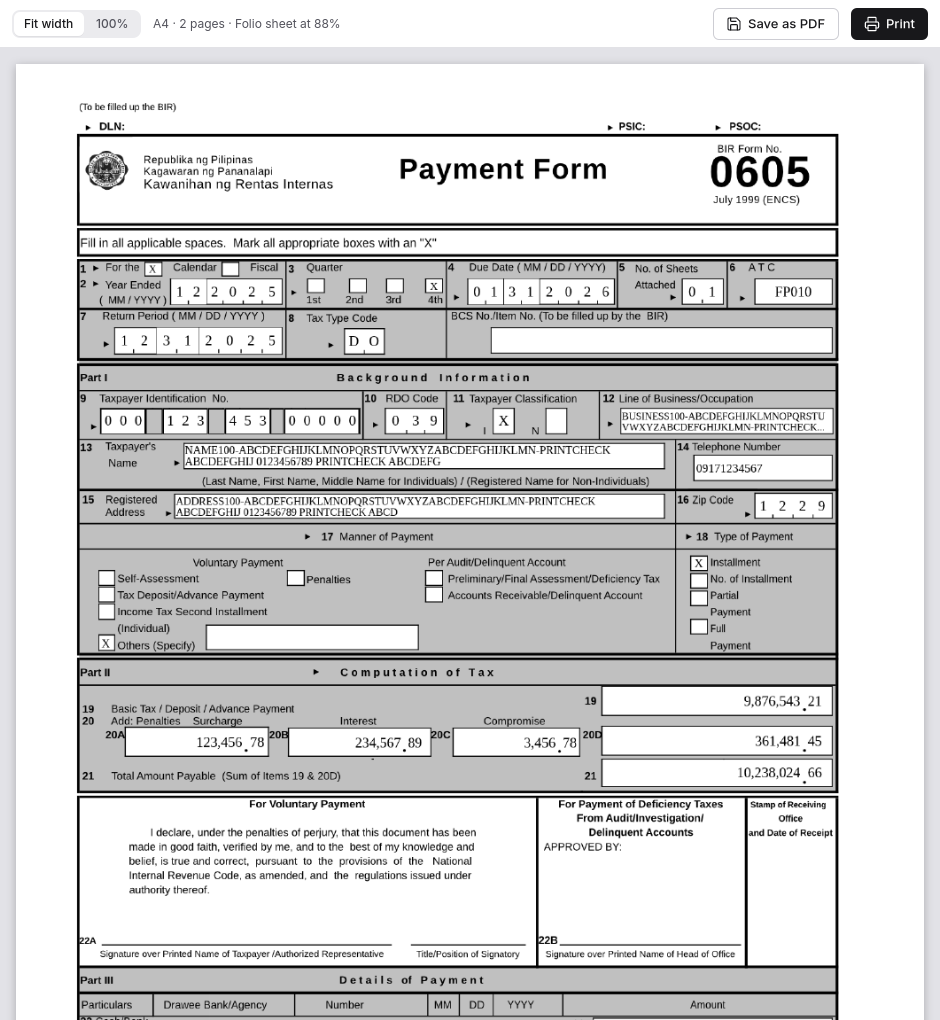 Fit width 100% A4 · 2 pages · Folio sheet at 88% Save as PDF Print
(To be filled up the BIR)
► DLN: ► PSIC: ► PSOC:
Republika ng Pilipinas
Kagawaran ng Pananalapi
Kawanihan ng Rentas Internas
Payment Form
BIR Form No.
0605
July 1999 (ENCS)
Fill in all applicable spaces. Mark all appropriate boxes with an "X"
1 ► For the X Calendar Fiscal
2 ► Year Ended
( MM / YYYY ) 1 2 2 0 2 5
3 Quarter
► X
1st 2nd 3rd 4th
4 Due Date ( MM / DD / YYYY)
► 0 1 3 1 2 0 2 6
5 No. of Sheets
Attached
► 0 1
6 A T C
► FP010
7 Return Period ( MM / DD / YYYY )
► 1 2 3 1 2 0 2 5
8 Tax Type Code
► D O
BCS No./Item No. (To be filled up by the BIR)
Part I Background Information
9 Taxpayer Identification No.
► 0 0 0 1 2 3 4 5 3 0 0 0 0 0
10 RDO Code
► 0 3 9
11 Taxpayer Classification
► I X N
12 Line of Business/Occupation
► BUSINESS100-ABCDEFGHIJKLMNOPQRSTU
VWXYZABCDEFGHIJKLMN-PRINTCHECK...
13 Taxpayer's
Name ►
NAME100-ABCDEFGHIJKLMNOPQRSTUVWXYZABCDEFGHIJKLMN-PRINTCHECK
ABCDEFGHIJ 0123456789 PRINTCHECK ABCDEFG
(Last Name, First Name, Middle Name for Individuals) / (Registered Name for Non-Individuals)
14 Telephone Number
09171234567
15 Registered
Address ►
ADDRESS100-ABCDEFGHIJKLMNOPQRSTUVWXYZABCDEFGHIJKLMN-PRINTCHECK
ABCDEFGHIJ 0123456789 PRINTCHECK ABCD
16 Zip Code
► 1 2 2 9
► 17 Manner of Payment
► 18 Type of Payment
Voluntary Payment Per Audit/Delinquent Account
Self-Assessment Penalties Preliminary/Final Assessment/Deficiency Tax
Tax Deposit/Advance Payment Accounts Receivable/Delinquent Account
Income Tax Second Installment
(Individual)
X Others (Specify)
X Installment
No. of Installment
Partial
Payment
Full
Payment
Part II ► Computation of Tax
19 Basic Tax / Deposit / Advance Payment 19 9,876,543.21
20 Add: Penalties Surcharge Interest Compromise
20A 123,456.78 20B 234,567.89 20C 3,456.78 20D 361,481.45
21 Total Amount Payable (Sum of Items 19 & 20D) 21 10,238,024.66
For Voluntary Payment
I declare, under the penalties of perjury, that this document has been
made in good faith, verified by me, and to the best of my knowledge and
belief, is true and correct, pursuant to the provisions of the National
Internal Revenue Code, as amended, and the regulations issued under
authority thereof.
22A
Signature over Printed Name of Taxpayer /Authorized Representative Title/Position of Signatory
For Payment of Deficiency Taxes
From Audit/Investigation/
Delinquent Accounts
APPROVED BY:
22B
Signature over Printed Name of Head of Office
Stamp of Receiving
Office
and Date of Receipt
Part III Details of Payment
Particulars Drawee Bank/Agency Number MM DD YYYY Amount